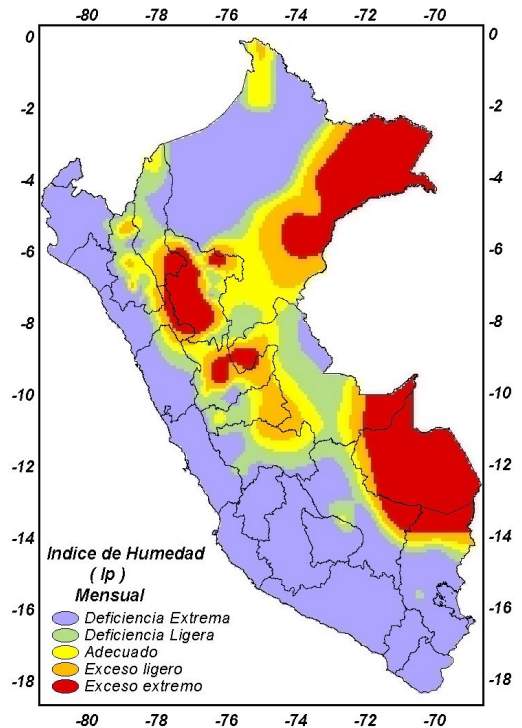 -80 -78 -76 -74 -72 -70
0 0
-2 -2
-4 -4
-6 -6
-8 -8
-10 -10
-12 -12
-14 -14
-16 -16
-18 -18
Indice de Humedad
( Ip )
Mensual
Deficiencia Extrema
Deficiencia Ligera
Adecuado
Exceso ligero
Exceso extremo
-80 -78 -76 -74 -72 -70